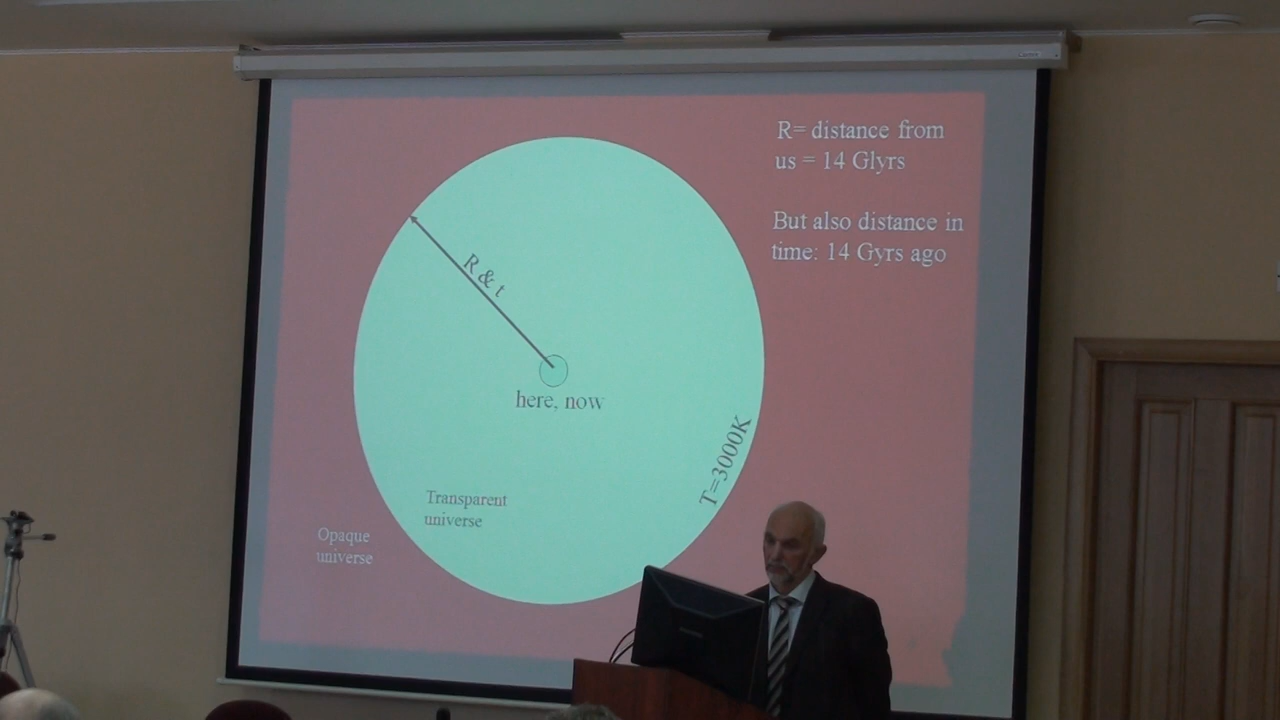 R= distance from
us = 14 Glyrs
But also distance in
time: 14 Gyrs ago
R & t
here, now
T=3000K
Transparent
universe
Opaque
universe